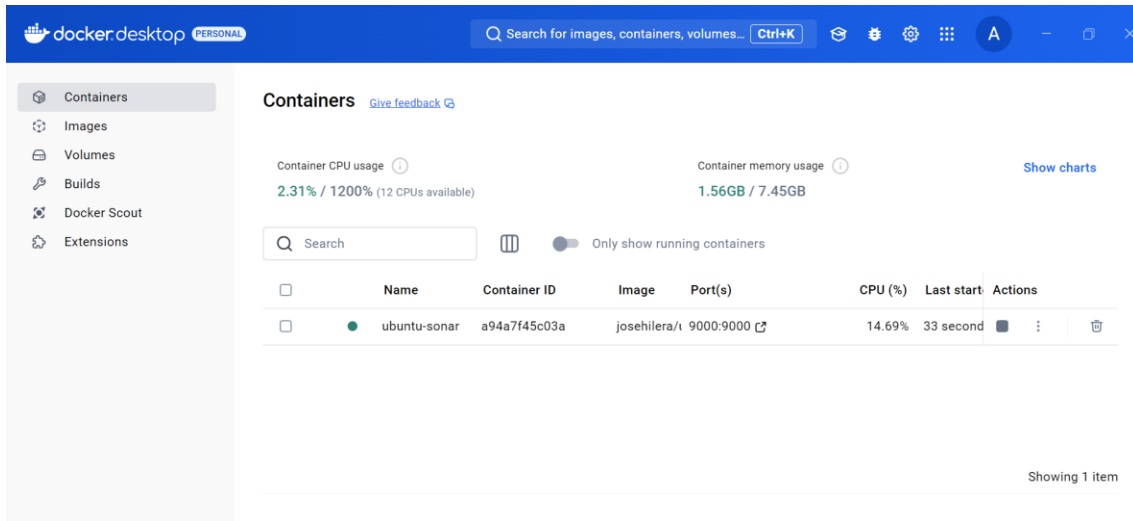 docker.desktop PERSONAL Search for images, containers, volumes... Ctrl+K A
Containers
Images
Volumes
Builds
Docker Scout
Extensions
Containers Give feedback
Container CPU usage
2.31% / 1200% (12 CPUs available)
Container memory usage
1.56GB / 7.45GB
Show charts
Search
Only show running containers
Name Container ID Image Port(s) CPU (%) Last start Actions
ubuntu-sonar a94a7f45c03a josehilera/ 9000:9000 14.69% 33 second
Showing 1 item